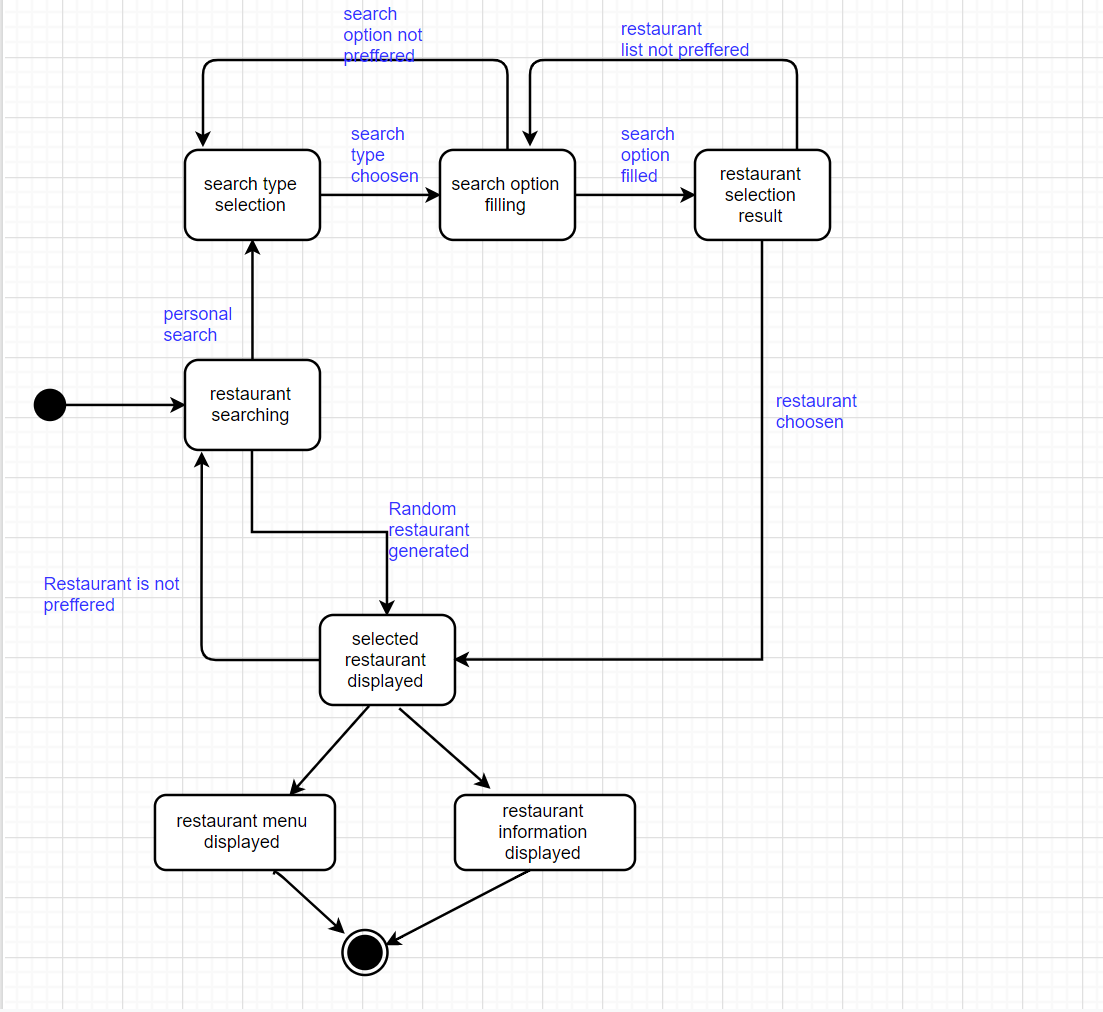 search
option not
preffered
restaurant
list not preffered
search
type
choosen
search
option
filled
search type
selection
search option
filling
restaurant
selection
result
personal
search
restaurant
searching
restaurant
choosen
Random
restaurant
generated
Restaurant is not
preffered
selected
restaurant
displayed
restaurant menu
displayed
restaurant
information
displayed